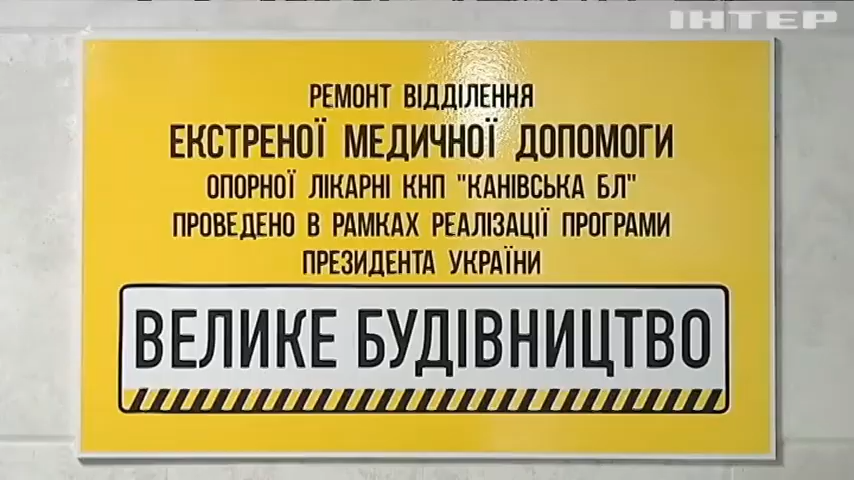 ІНТЕР
РЕМОНТ ВІДДІЛЕННЯ
ЕКСТРЕНОЇ МЕДИЧНОЇ ДОПОМОГИ
ОПОРНОЇ ЛІКАРНІ КНП "КАНІВСЬКА БЛ"
ПРОВЕДЕНО В РАМКАХ РЕАЛІЗАЦІЇ ПРОГРАМИ
ПРЕЗИДЕНТА УКРАЇНИ
ВЕЛИКЕ БУДІВНИЦТВО